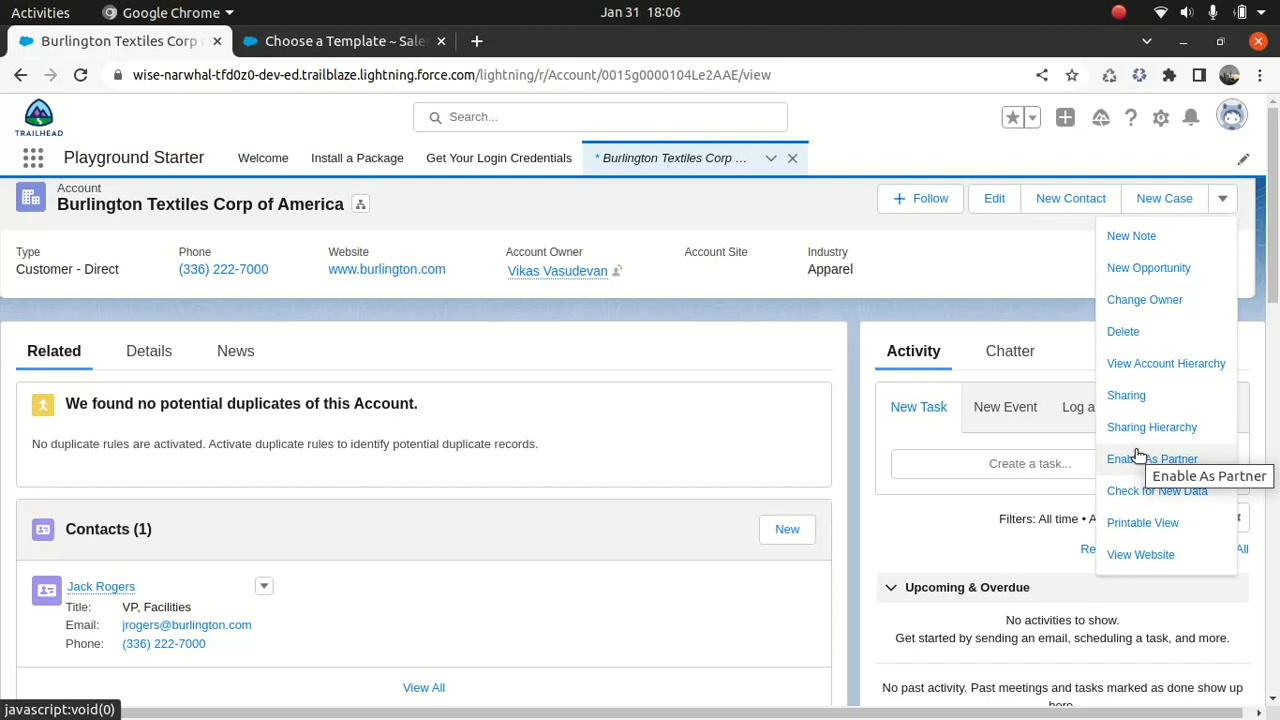 Activities
Google Chrome
Jan 31 18:06
Burlington Textiles Corp
Choose a Template ~ Sale
wise-narwhal-tfd0z0-dev-ed.trailblaze.lightning.force.com/lightning/r/Account/0015g0000104Le2AAE/view
TRAILHEAD
Search...
Playground Starter
Welcome
Install a Package
Get Your Login Credentials
* Burlington Textiles Corp ...
Account
Burlington Textiles Corp of America
Follow
Edit
New Contact
New Case
Type
Customer - Direct
Phone
(336) 222-7000
Website
www.burlington.com
Account Owner
Vikas Vasudevan
Account Site
Industry
Apparel
New Note
New Opportunity
Change Owner
Delete
View Account Hierarchy
Sharing
Sharing Hierarchy
Enable As Partner
Enable As Partner
Check for New Data
Printable View
View Website
Related
Details
News
We found no potential duplicates of this Account.
No duplicate rules are activated. Activate duplicate rules to identify potential duplicate records.
Contacts (1)
New
Jack Rogers
Title: VP, Facilities
Email: jrogers@burlington.com
Phone: (336) 222-7000
View All
Activity
Chatter
New Task
New Event
Log a
Create a task...
Filters: All time • A
Re
All
Upcoming & Overdue
No activities to show.
Get started by sending an email, scheduling a task, and more.
No past activity. Past meetings and tasks marked as done show up
here.
javascript:void(0)